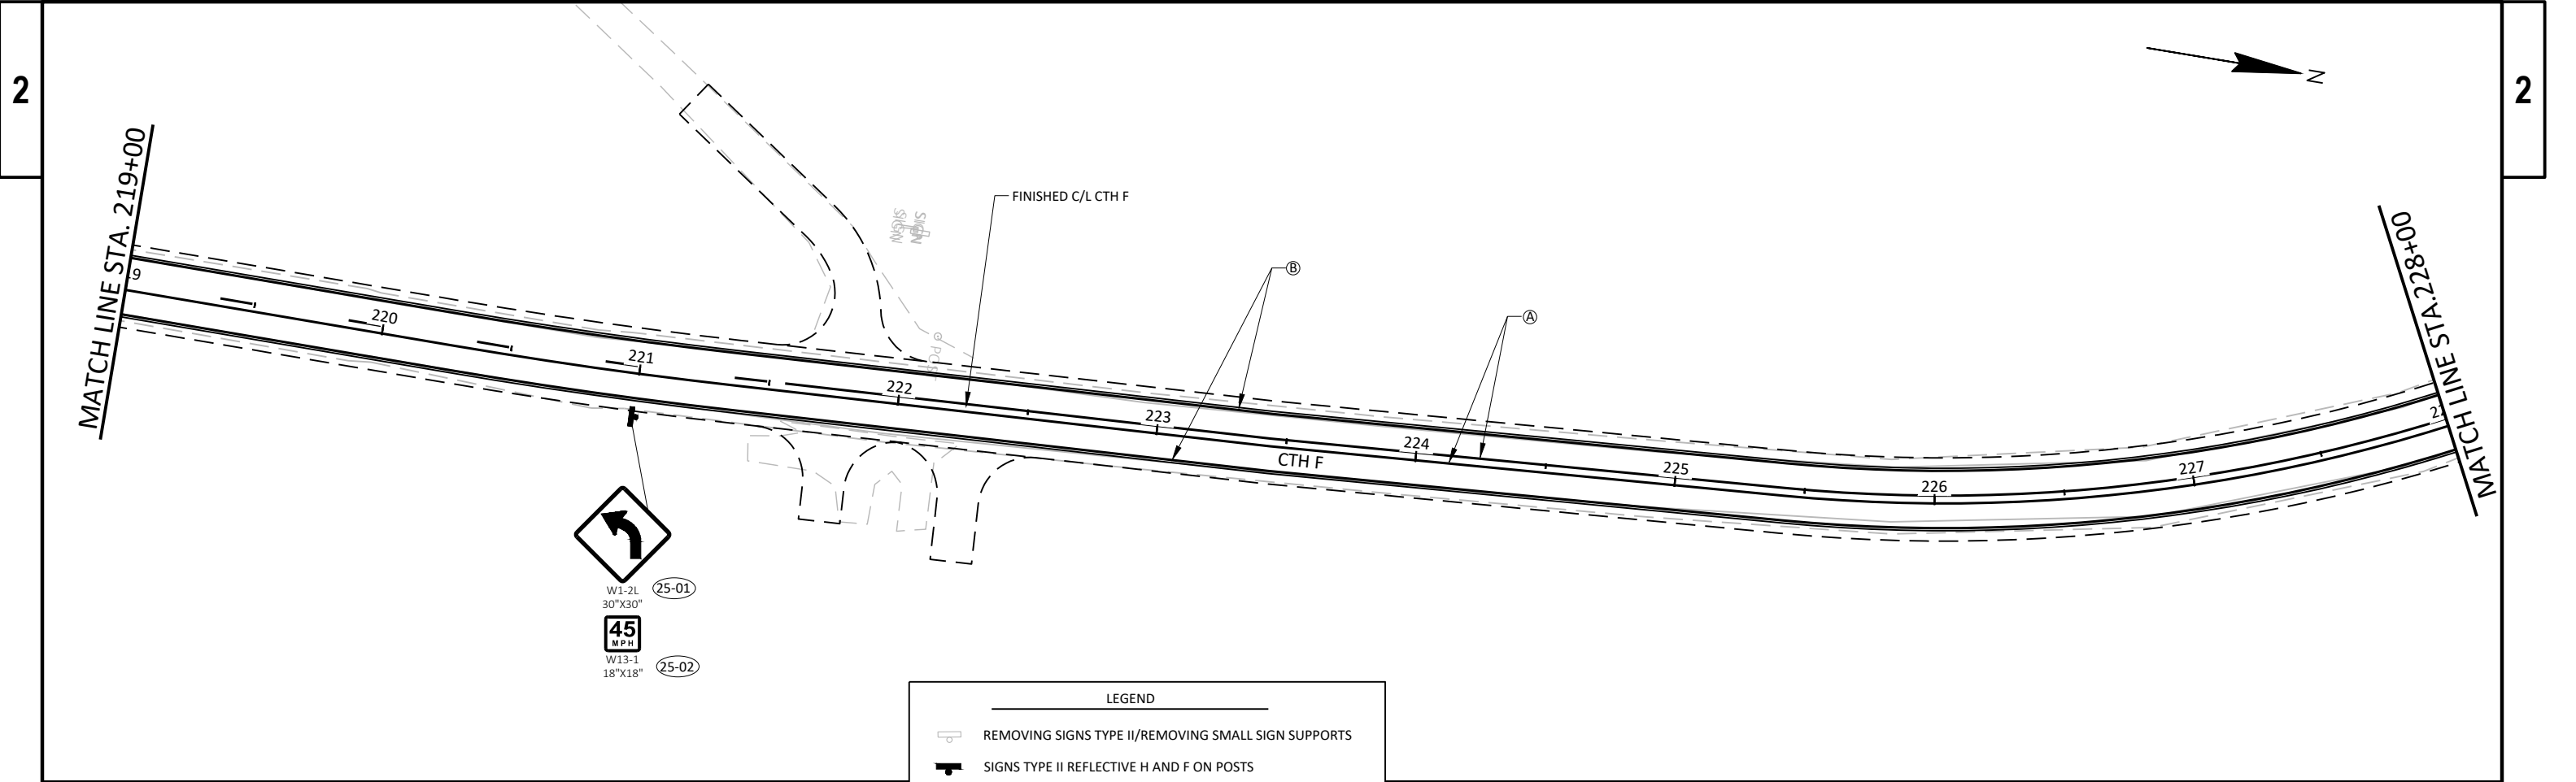 2
2
N
MATCH LINE STA. 219+00
MATCH LINE STA.228+00
FINISHED C/L CTH F
SIGN
SIGN
B
A
220
221
222
223
224
225
226
227
CTH F
W1-2L
30"X30"
25-01
45
MPH
W13-1
18"X18"
25-02
LEGEND
REMOVING SIGNS TYPE II/REMOVING SMALL SIGN SUPPORTS
SIGNS TYPE II REFLECTIVE H AND F ON POSTS